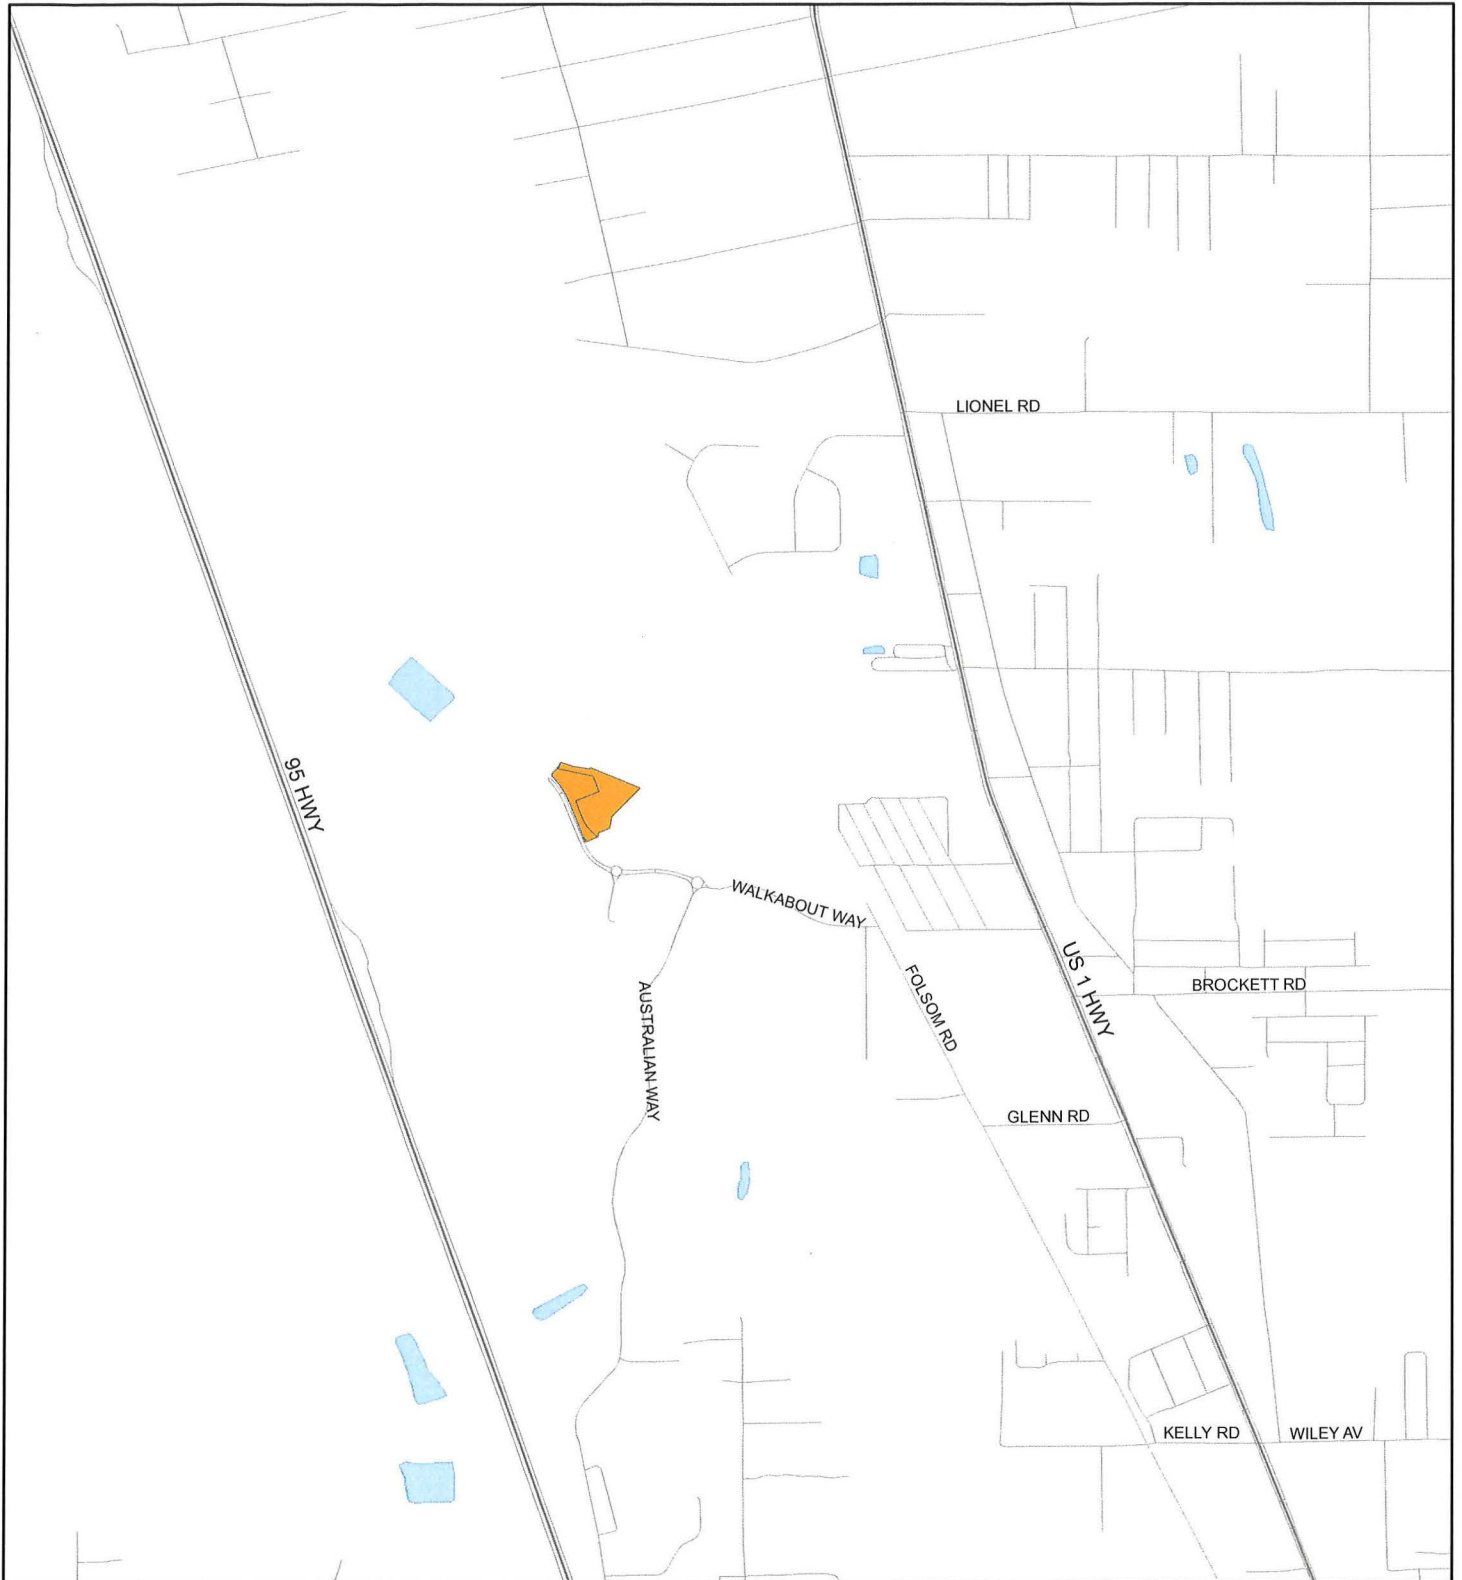 LIONEL RD
95 HWY
WALKABOUT WAY
US 1 HWY
FOLSOM RD
BROCKETT RD
AUSTRALIAN WAY
GLENN RD
KELLY RD
WILEY AV